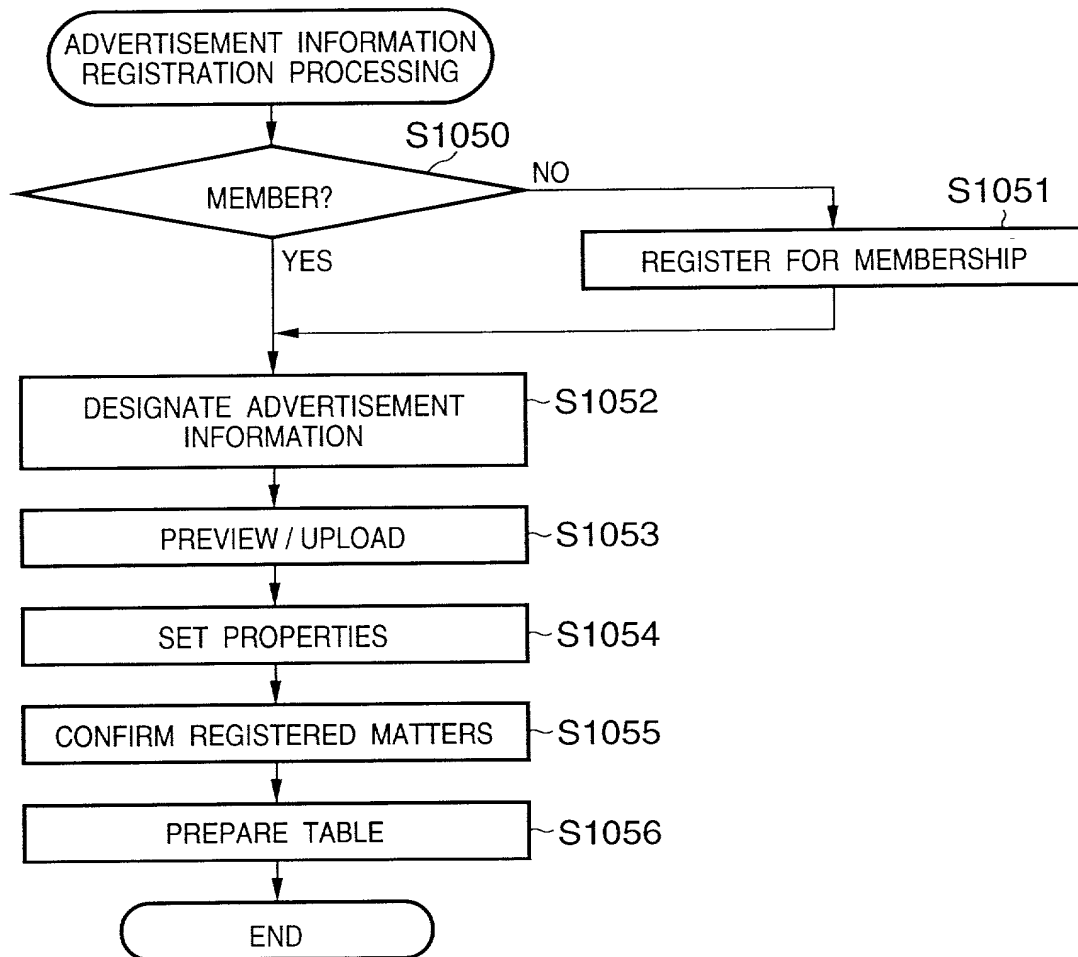 ADVERTISEMENT INFORMATION
REGISTRATION PROCESSING
S1050
MEMBER?
NO
YES
S1051
REGISTER FOR MEMBERSHIP
DESIGNATE ADVERTISEMENT
INFORMATION
S1052
PREVIEW / UPLOAD
S1053
SET PROPERTIES
S1054
CONFIRM REGISTERED MATTERS
S1055
PREPARE TABLE
S1056
END